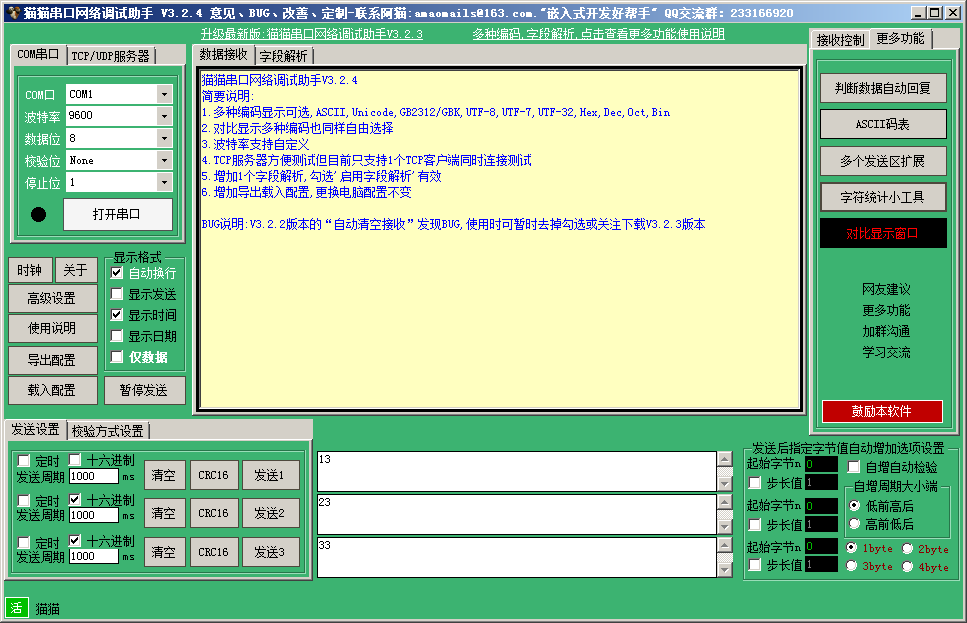 猫猫串口网络调试助手 V3.2.4 意见、BUG、改善、定制-联系阿猫:amaomails@163.com."嵌入式开发好帮手" QQ交流群: 233166920
升级最新版:猫猫串口网络调试助手V3.2.3
多种编码,字段解析,点击查看更多功能使用说明
COM串口
TCP/UDP服务器
COM口
COM1
波特率
9600
数据位
8
校验位
None
停止位
1
打开串口
时钟
关于
高级设置
使用说明
导出配置
载入配置
显示格式
自动换行
显示发送
显示时间
显示日期
仅数据
暂停发送
数据接收
字段解析
猫猫串口网络调试助手V3.2.4
简要说明:
1.多种编码显示可选,ASCII,Unicode,GB2312/GBK,UTF-8,UTF-7,UTF-32,Hex,Dec,Oct,Bin
2.对比显示多种编码也同样自由选择
3.波特率支持自定义
4.TCP服务器方便测试但目前只支持1个TCP客户端同时连接测试
5.增加1个字段解析,勾选'启用字段解析'有效
6.增加导出载入配置,更换电脑配置不变
BUG说明:V3.2.2版本的“自动清空接收”发现BUG,使用时可暂时去掉勾选或关注下载V3.2.3版本
接收控制
更多功能
判断数据自动回复
ASCII码表
多个发送区扩展
字符统计小工具
对比显示窗口
网友建议
更多功能
加群沟通
学习交流
鼓励本软件
发送设置
校验方式设置
定时
十六进制
发送周期
1000
ms
清空
CRC16
发送1
13
定时
十六进制
发送周期
1000
ms
清空
CRC16
发送2
23
定时
十六进制
发送周期
1000
ms
清空
CRC16
发送3
33
发送后指定字节值自动增加选项设置
起始字节n
0
步长值
1
起始字节n
0
步长值
1
起始字节n
0
步长值
1
自增自动检验
自增周期大小端
低前高后
高前低后
1byte
2byte
3byte
4byte
活
猫猫